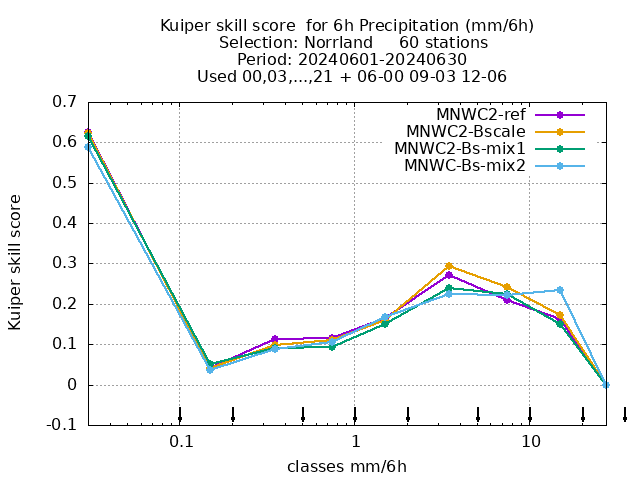 Kuiper skill score  for 6h Precipitation (mm/6h)
Selection: Norrland     60 stations
Period: 20240601-20240630
Used 00,03,...,21 + 06-00 09-03 12-06
MNWC2-ref
MNWC2-Bscale
MNWC2-Bs-mix1
MNWC-Bs-mix2
Kuiper skill score
0.7
0.6
0.5
0.4
0.3
0.2
0.1
0
-0.1
0.1 1 10
classes mm/6h